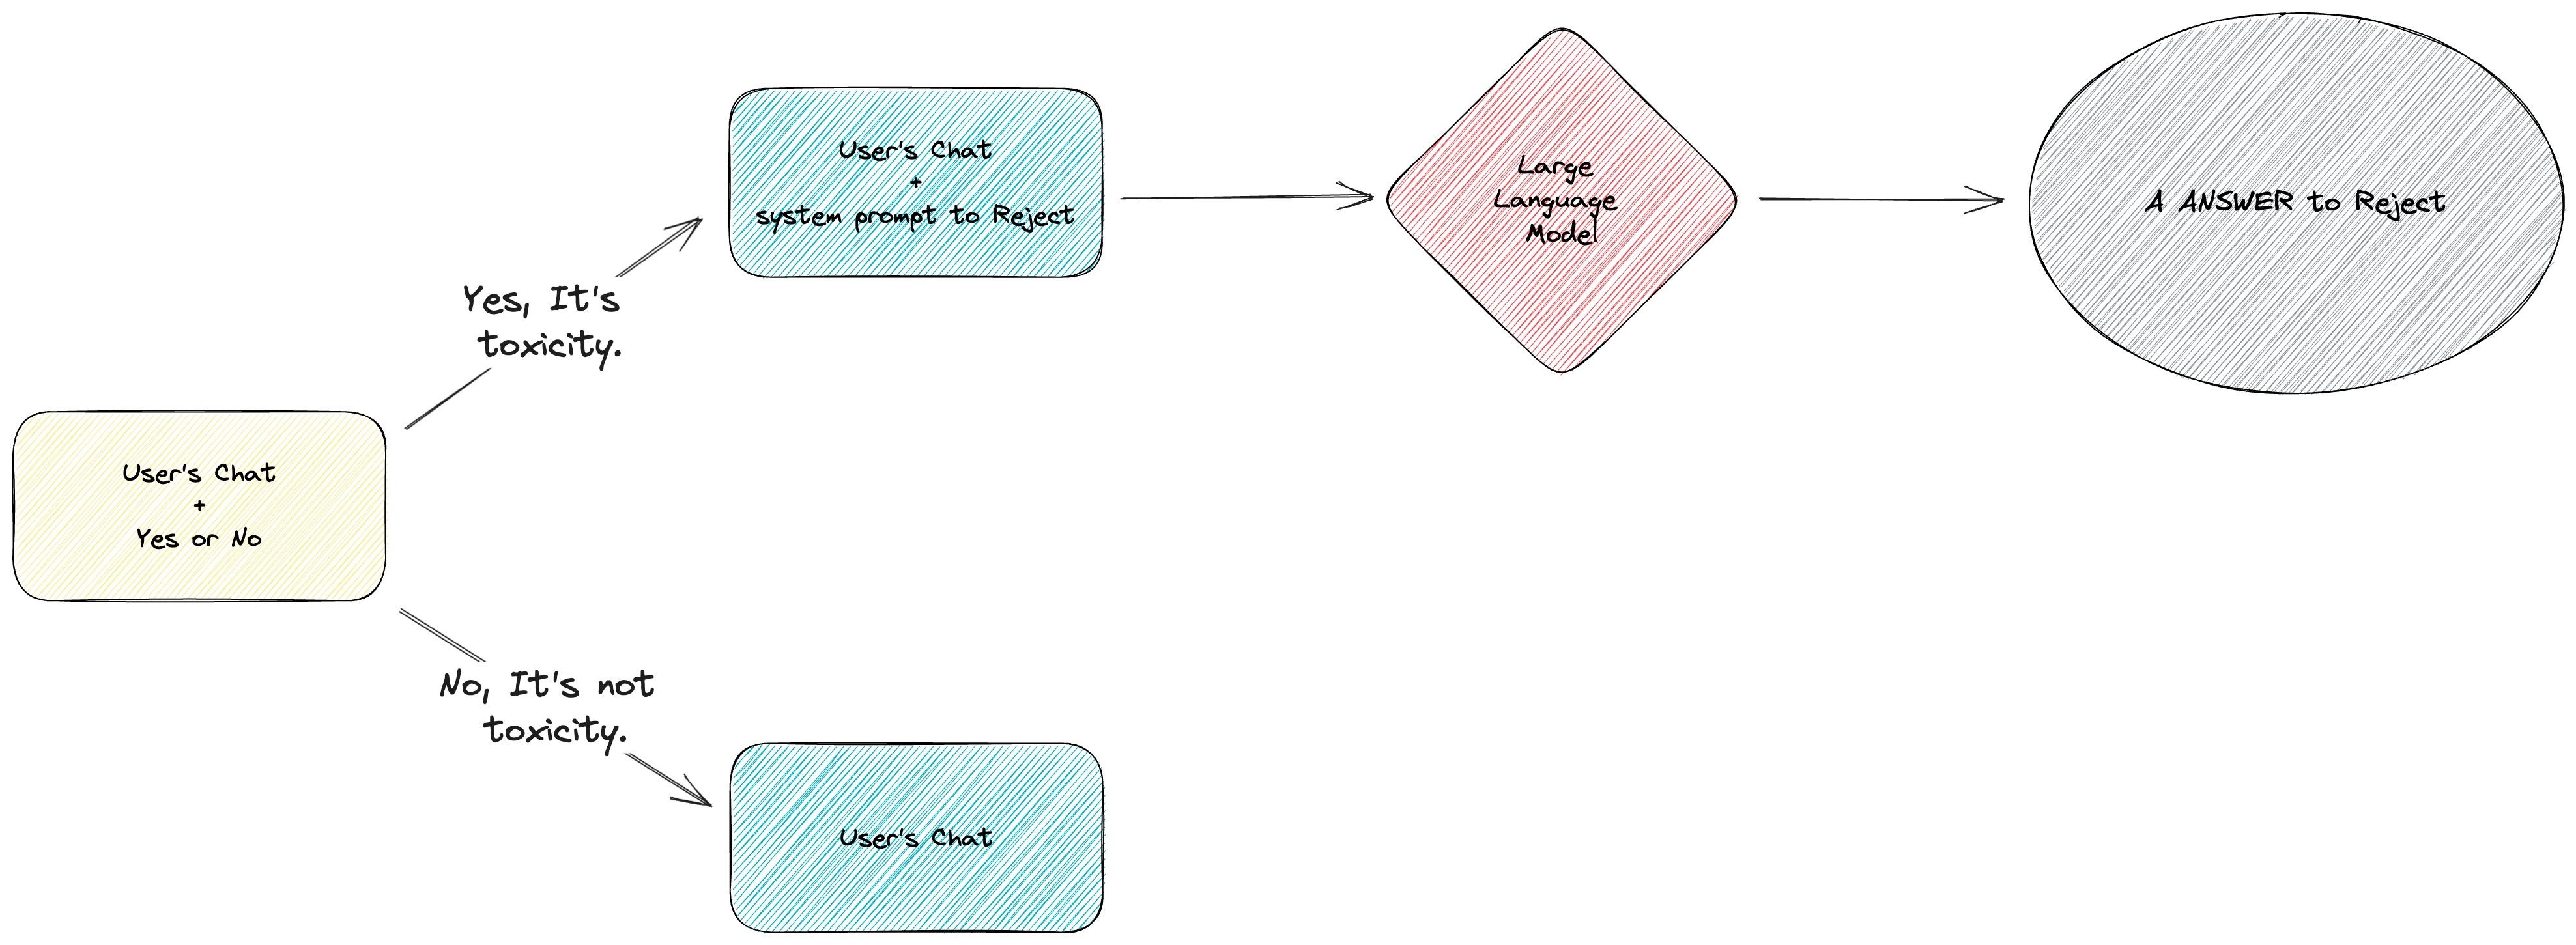 User's Chat
+
system prompt to Reject
Large
Language
Model
A ANSWER to Reject
Yes, It's
toxicity.
User's Chat
+
Yes or No
No, It's not
toxicity.
User's Chat